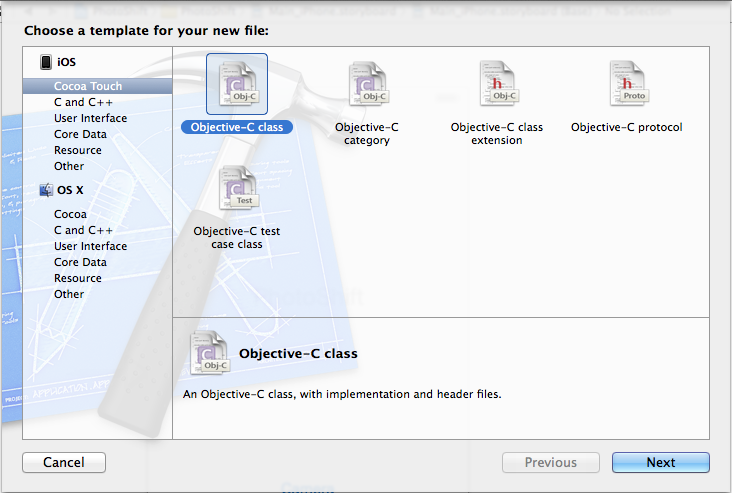 Choose a template for your new file:
iOS
Cocoa Touch
C and C++
User Interface
Core Data
Resource
Other
OS X
Cocoa
C and C++
User Interface
Core Data
Resource
Other
Obj-C
Objective-C class
Obj-C
Objective-C
category
Obj-C
Objective-C class
extension
Proto
Objective-C protocol
Test
Objective-C test
case class
Obj-C
Objective-C class
An Objective-C class, with implementation and header files.
Cancel
Previous
Next